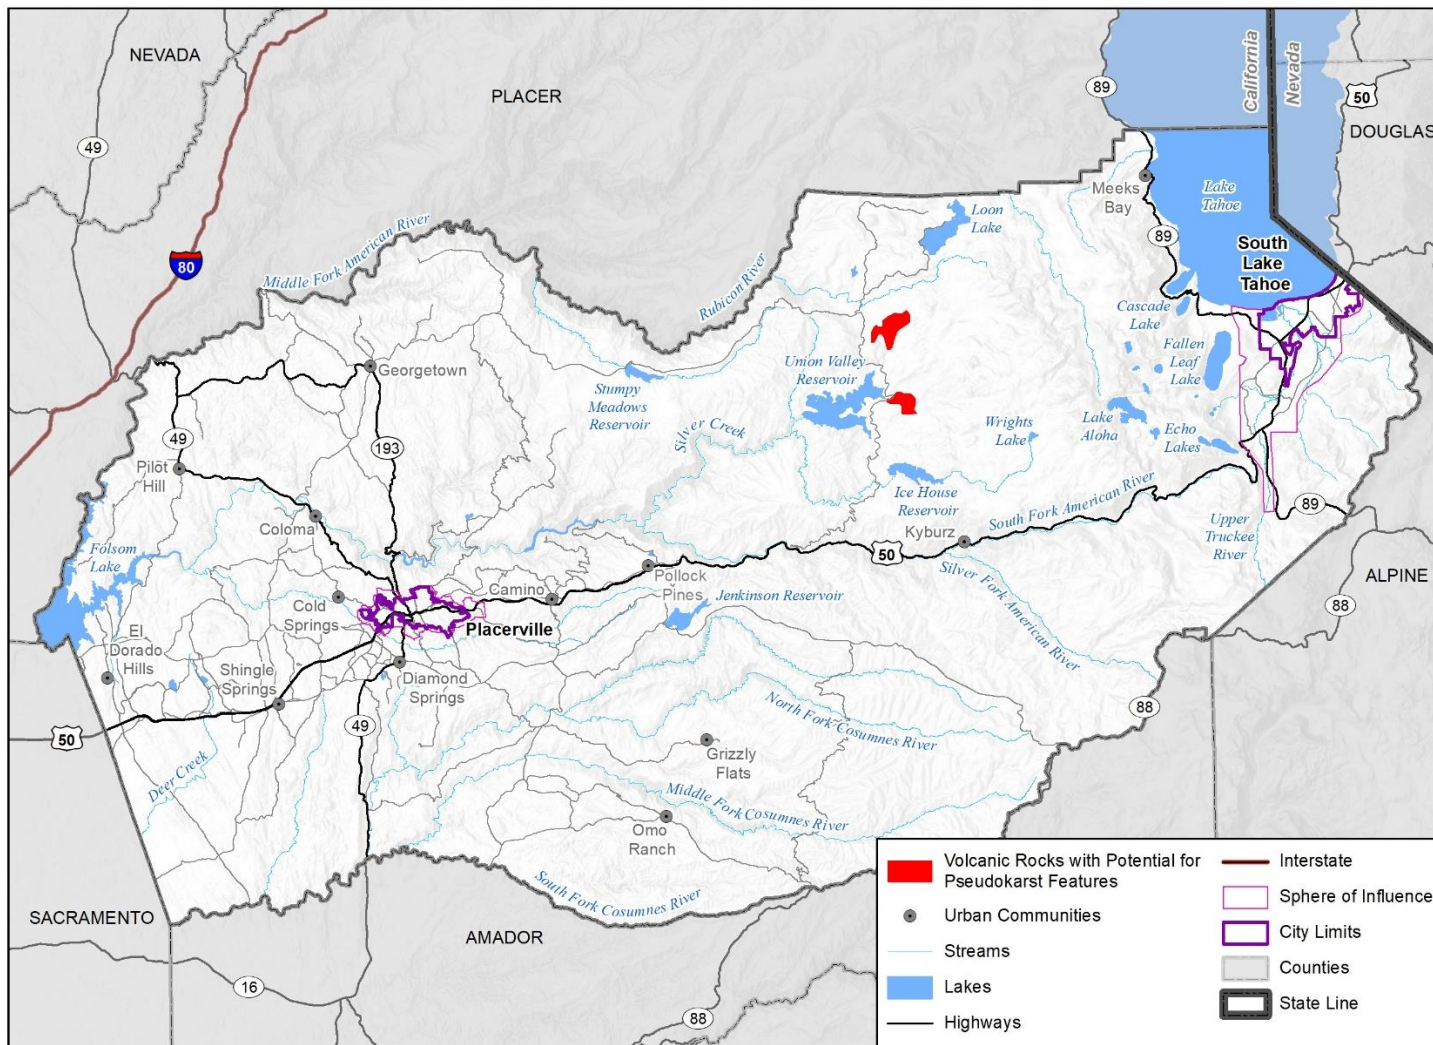 NEVADA
PLACER
89
California
Nevada
50
DOUGLAS
49
80
Middle Fork American River
Rubicon River
Loon
Lake
Meeks
Bay
Lake
Tahoe
89
South
Lake
Tahoe
Cascade
Lake
Fallen
Leaf
Lake
Georgetown
Stumpy
Meadows
Reservoir
Union Valley
Reservoir
Silver Creek
Wrights
Lake
Lake
Aloha
Echo
Lakes
49
193
Pilot
Hill
Coloma
Ice House
Reservoir
Kyburz
South Fork American River
50
Upper
Truckee
River
89
ALPINE
88
Folsom
Lake
Cold
Springs
Camino
Pollock
Pines
Jenkinson Reservoir
Silver Fork American River
Placerville
El
Dorado
Hills
Shingle
Springs
Diamond
Springs
50
49
88
North Fork Cosumnes River
Grizzly
Flats
Deer Creek
Middle Fork Cosumnes River
Omo
Ranch
South Fork Cosumnes River
SACRAMENTO
AMADOR
16
88
Volcanic Rocks with Potential for
Pseudokarst Features
Urban Communities
Streams
Lakes
Highways
Interstate
Sphere of Influence
City Limits
Counties
State Line